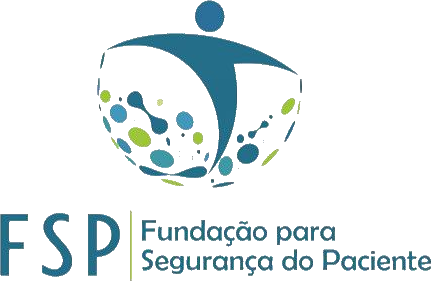 FSP
Fundação para
Segurança do Paciente